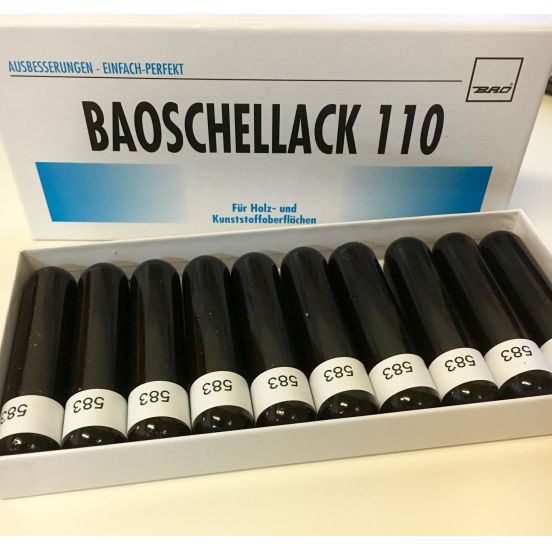 AUSBESSERUNGEN - EINFACH-PERFEKT
BAO®
BAOSCHELLACK 110
Für Holz- und
Kunststoffoberflächen
583
583
583
583
583
583
583
583
583